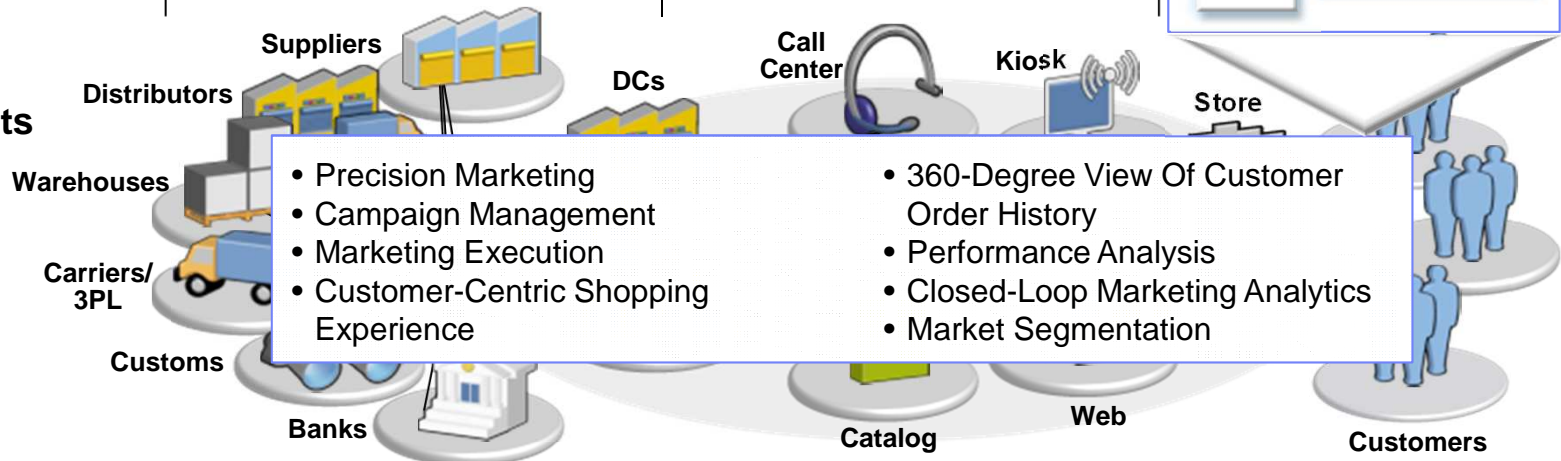 Suppliers
Call
Center
Kiosk
DCs
Distributors
Store
ts
Warehouses
• Precision Marketing
• Campaign Management
• Marketing Execution
• Customer-Centric Shopping
Experience
• 360-Degree View Of Customer
Order History
• Performance Analysis
• Closed-Loop Marketing Analytics
• Market Segmentation
Carriers/
3PL
Customs
Banks
Catalog
Web
Customers